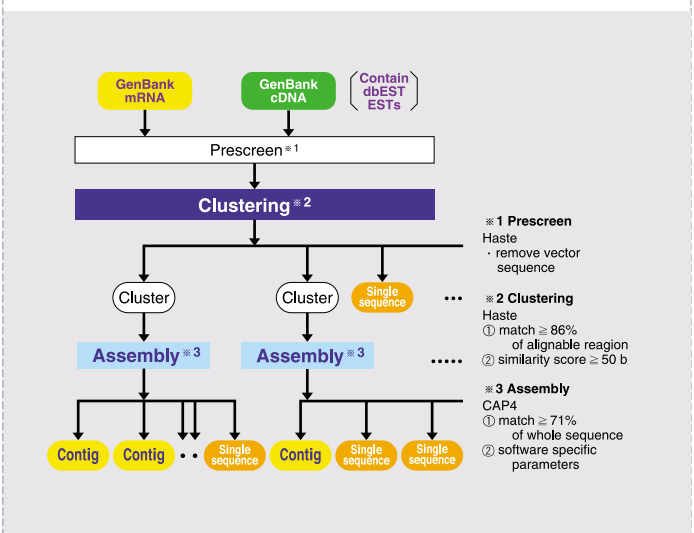 GenBank
mRNA
GenBank
cDNA
Contain
dbEST
ESTs
Prescreen※1
Clustering※2
Cluster
Cluster
Single
sequence
•••
Assembly※3
Assembly※3
•••••
Contig
Contig
••
Single
sequence
Contig
Single
sequence
Single
sequence
※1 Prescreen
Haste
・remove vector
sequence
※2 Clustering
Haste
① match ≧ 86%
of alignable reagion
② similarity score ≧ 50 b
※3 Assembly
CAP4
① match ≧ 71%
of whole sequence
② software specific
parameters